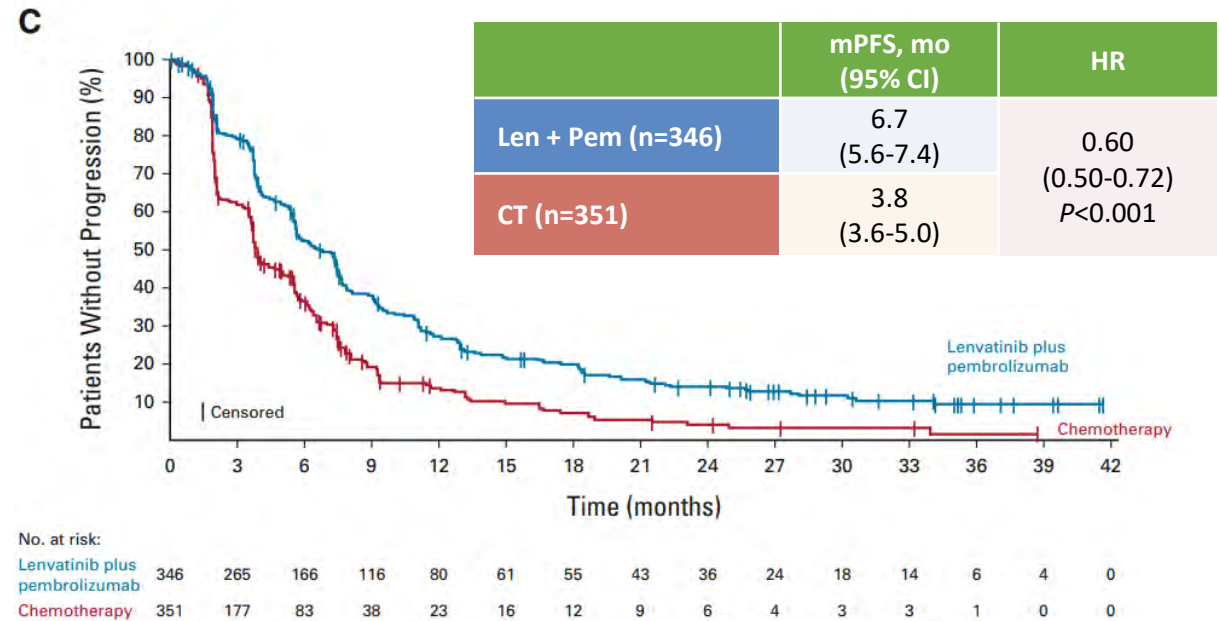 C
mPFS, mo
(95% CI)
HR
Len + Pem (n=346)
6.7
(5.6-7.4)
0.60
(0.50-0.72)
P<0.001
CT (n=351)
3.8
(3.6-5.0)
Patients Without Progression (%)
100
90
80
70
60
50
40
30
20
10
Censored
Lenvatinib plus
pembrolizumab
Chemotherapy
0 3 6 9 12 15 18 21 24 27 30 33 36 39 42
Time (months)
No. at risk:
Lenvatinib plus
pembrolizumab 346 265 166 116 80 61 55 43 36 24 18 14 6 4 0
Chemotherapy 351 177 83 38 23 16 12 9 6 4 3 3 1 0 0